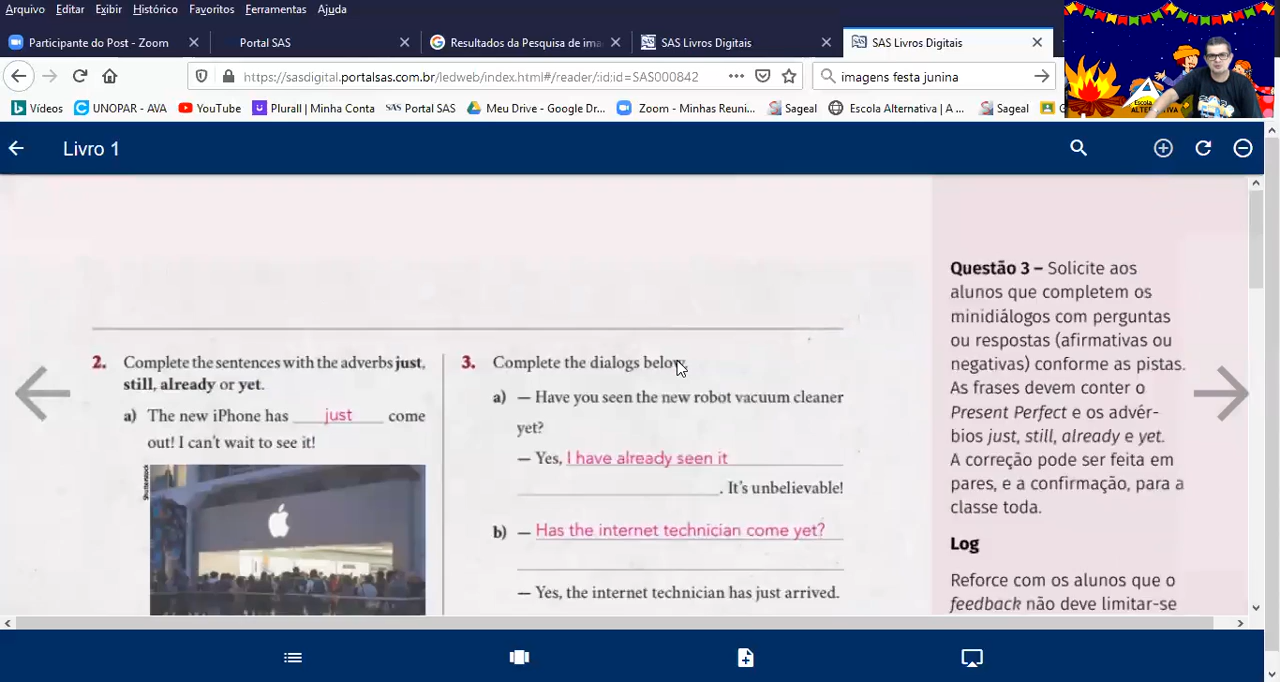 Arquivo Editar Exibir Histórico Favoritos Ferramentas Ajuda
Participante do Post - Zoom
Portal SAS
Resultados da Pesquisa de ima
SAS Livros Digitais
SAS Livros Digitais
https://sasdigital.portalsas.com.br/ledweb/index.html#/reader/:id:id=SAS000842
imagens festa junina
Vídeos
UNOPAR - AVA
YouTube
Plurall | Minha Conta
SAS Portal SAS
Meu Drive - Google Dr...
Zoom - Minhas Reuni...
Sageal
Escola Alternativa | A ...
Sageal
Escola
ALTERNATIVA
Livro 1
2. Complete the sentences with the adverbs just,
still, already or yet.
a) The new iPhone has just come
out! I can't wait to see it!
Shutterstock
3. Complete the dialogs below.
a) — Have you seen the new robot vacuum cleaner
yet?
— Yes, I have already seen it
. It's unbelievable!
b) — Has the internet technician come yet?
— Yes, the internet technician has just arrived.
Questão 3 – Solicite aos
alunos que completem os
minidiálogos com perguntas
ou respostas (afirmativas ou
negativas) conforme as pistas.
As frases devem conter o
Present Perfect e os advér-
bios just, still, already e yet.
A correção pode ser feita em
pares, e a confirmação, para a
classe toda.
Log
Reforce com os alunos que o
feedback não deve limitar-se